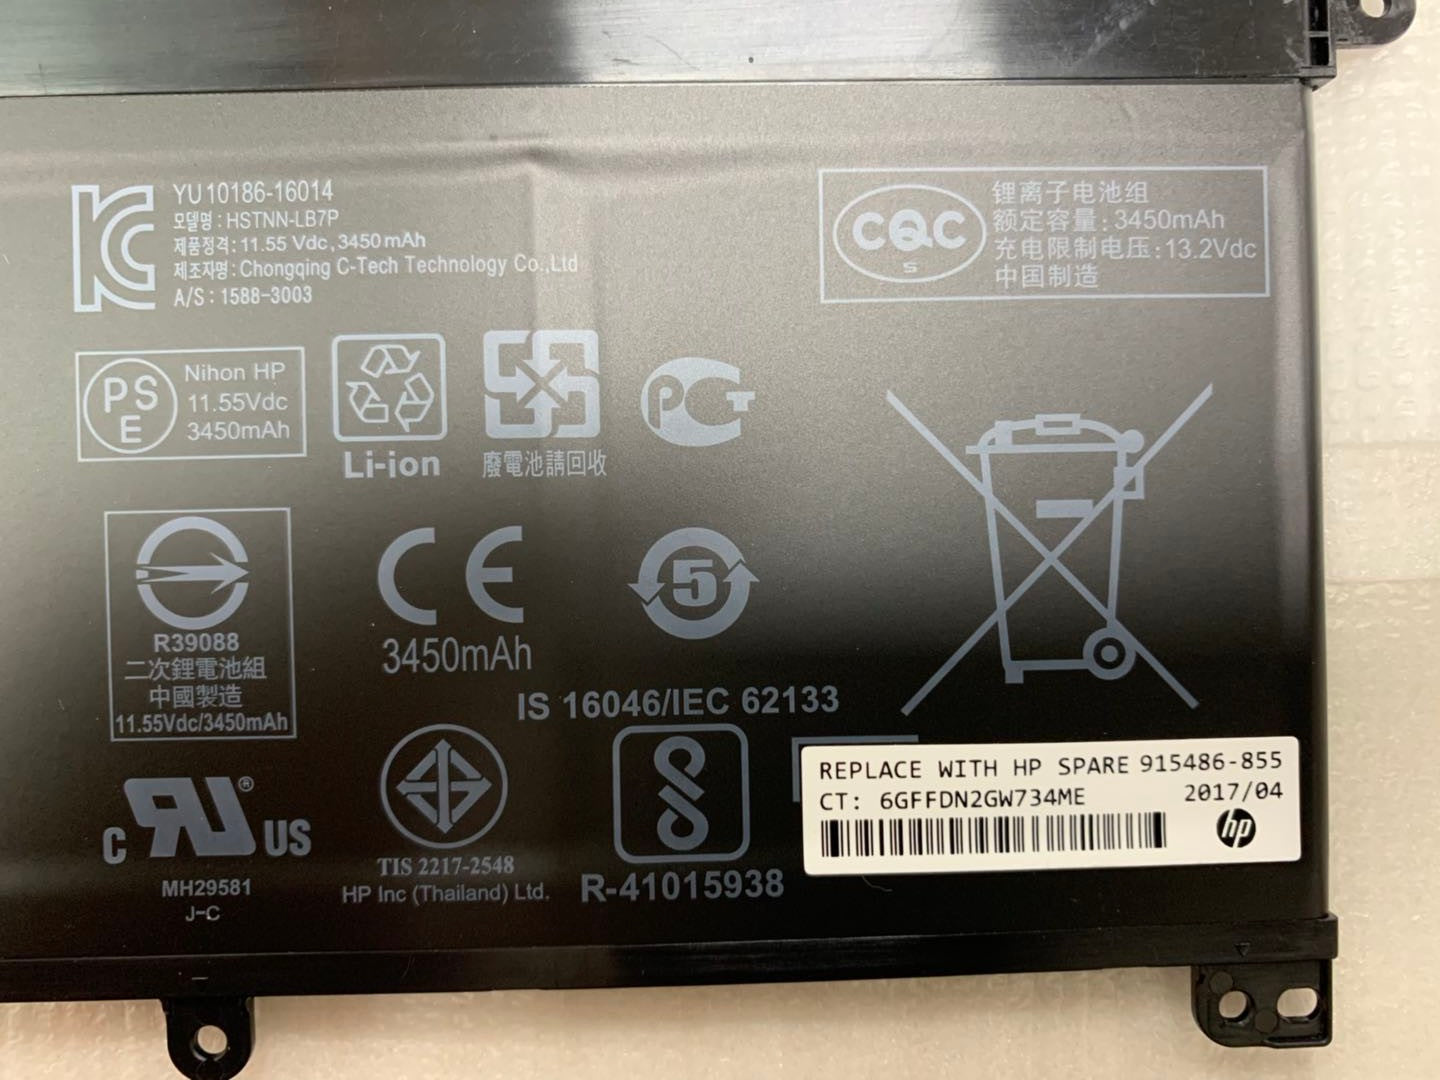 YU10186-16014
모델명: HSTNN-LB7P
제품정격: 11.55 Vdc, 3450 mAh
제조자명: Chongqing C-Tech Technology Co.,Ltd
A/S: 1588-3003
CQC
S
锂离子电池组
额定容量: 3450mAh
充电限制电压: 13.2Vdc
中国制造
PS
E
Nihon HP
11.55Vdc
3450mAh
Li-ion
廢電池請回收
R39088
二次鋰電池組
中國製造
11.55Vdc/3450mAh
CE
3450mAh
5
IS 16046/IEC 62133
C RU ® US
MH29581
J-C
TIS 2217-2548
HP Inc (Thailand) Ltd.
R-41015938
REPLACE WITH HP SPARE 915486-855
CT: 6GFFDN2GW734ME 2017/04
hp